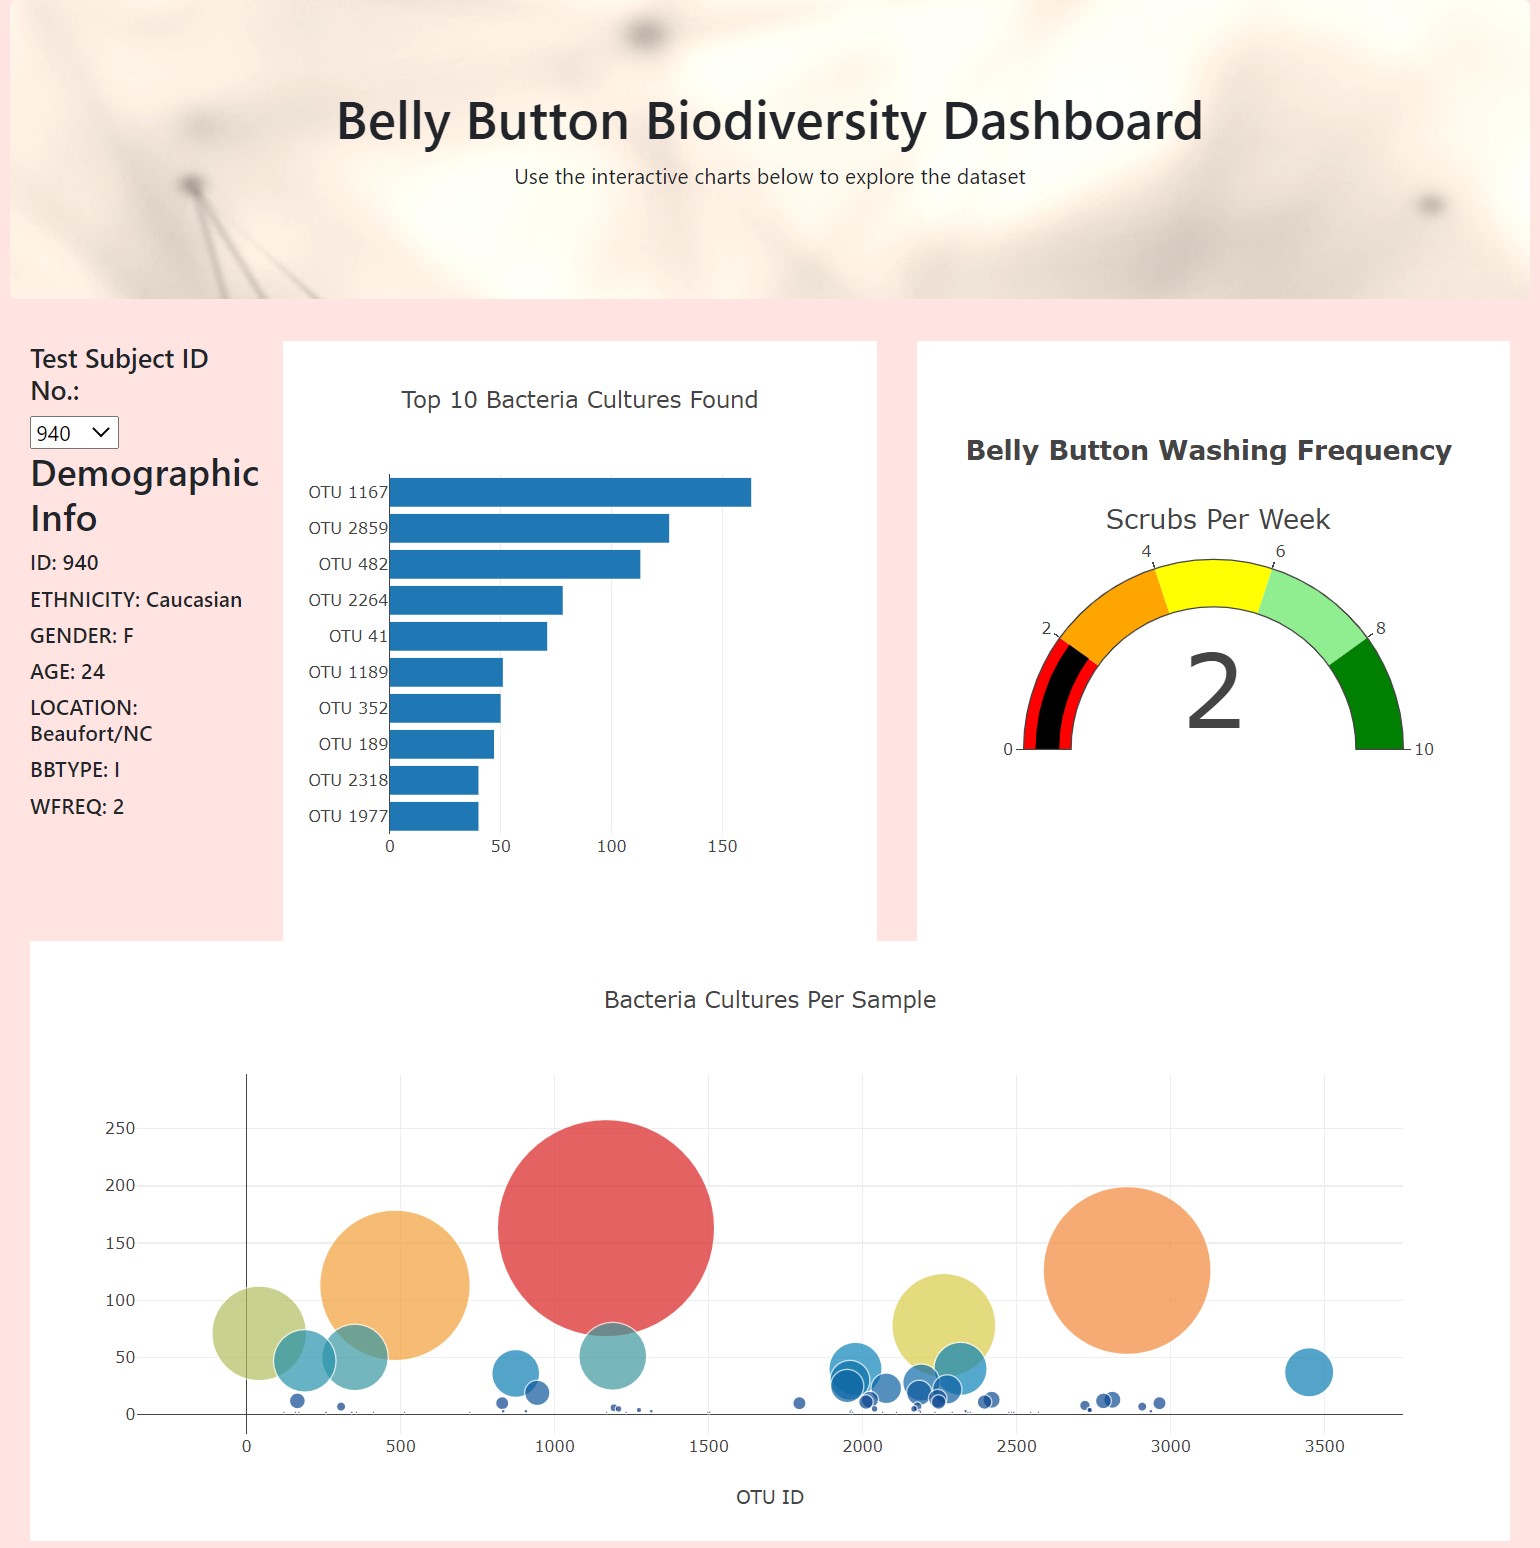 Belly Button Biodiversity Dashboard
Use the interactive charts below to explore the dataset
Test Subject ID
No.:
940
Demographic
Info
ID: 940
ETHNICITY: Caucasian
GENDER: F
AGE: 24
LOCATION:
Beaufort/NC
BBTYPE: I
WFREQ: 2
Top 10 Bacteria Cultures Found
OTU 1167
OTU 2859
OTU 482
OTU 2264
OTU 41
OTU 1189
OTU 352
OTU 189
OTU 2318
OTU 1977
0 50 100 150
Belly Button Washing Frequency
Scrubs Per Week
4 6
2 8
2
0 10
Bacteria Cultures Per Sample
250
200
150
100
50
0
0 500 1000 1500 2000 2500 3000 3500
OTU ID